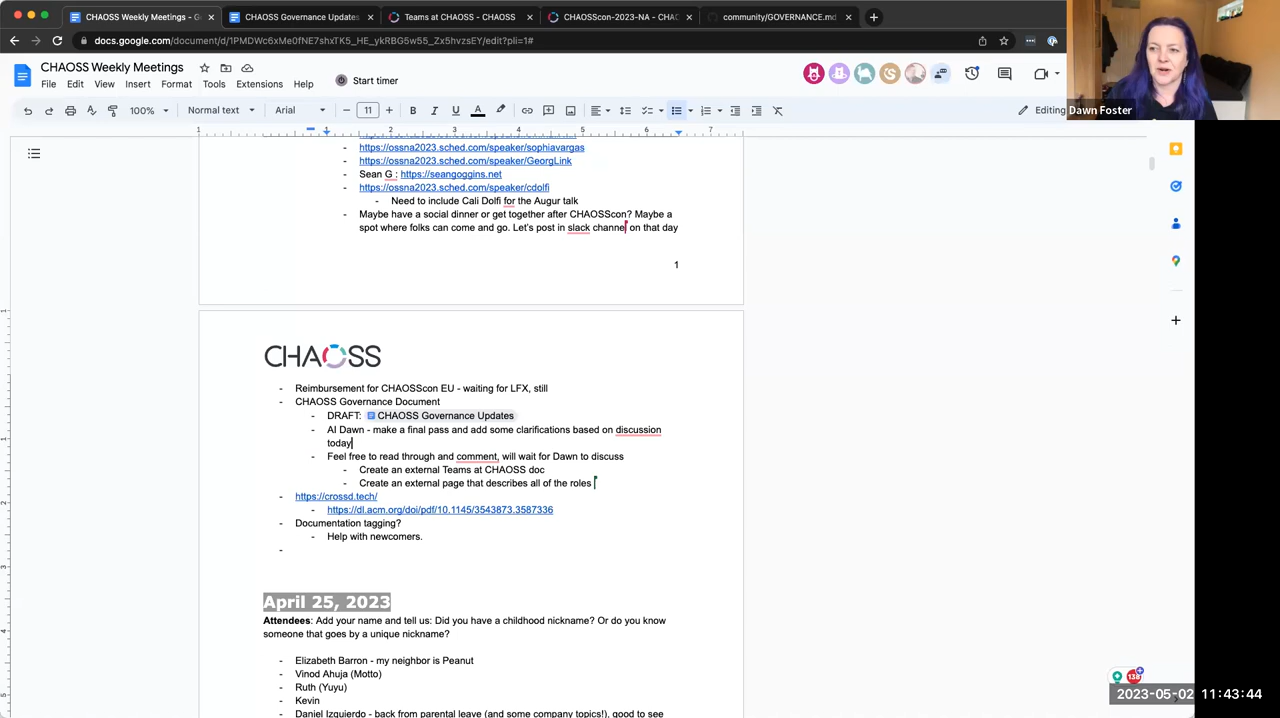 CHAOSS Weekly Meetings - G
CHAOSS Governance Updates
Teams at CHAOSS - CHAOSS
CHAOSScon-2023-NA - CHAC
community/GOVERNANCE.md
docs.google.com/document/d/1PMDWc6xMe0fNE7shxTK5_HE_ykRBG5w55_Zx5hvzsEY/edit?pli=1#
CHAOSS Weekly Meetings
File Edit View Insert Format Tools Extensions Help
Start timer
100% Normal text Arial 11 Editing
Dawn Foster
1 1 2 3 4 5 6 7
- https://ossna2023.sched.com/speaker/sophiavargas
- https://ossna2023.sched.com/speaker/GeorgLink
- Sean G : https://seangoggins.net
- https://ossna2023.sched.com/speaker/cdolfi
- Need to include Cali Dolfi for the Augur talk
- Maybe have a social dinner or get together after CHAOSScon? Maybe a
spot where folks can come and go. Let's post in slack channel on that day
1
CHAOSS
- Reimbursement for CHAOSScon EU - waiting for LFX, still
- CHAOSS Governance Document
- DRAFT: CHAOSS Governance Updates
- AI Dawn - make a final pass and add some clarifications based on discussion
today
- Feel free to read through and comment, will wait for Dawn to discuss
- Create an external Teams at CHAOSS doc
- Create an external page that describes all of the roles
- https://crossd.tech/
- https://dl.acm.org/doi/pdf/10.1145/3543873.3587336
- Documentation tagging?
- Help with newcomers.
-
April 25, 2023
Attendees: Add your name and tell us: Did you have a childhood nickname? Or do you know
someone that goes by a unique nickname?
- Elizabeth Barron - my neighbor is Peanut
- Vinod Ahuja (Motto)
- Ruth (Yuyu)
- Kevin
- Daniel Izquierdo - back from parental leave (and some company topics!), good to see
2023-05-02 11:43:44